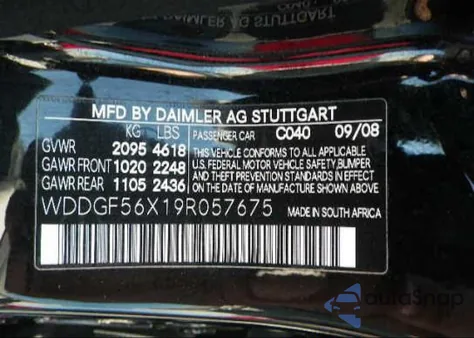 MFD BY DAIMLER AG STUTTGART
KG LBS PASSENGER CAR C040 09/08
GVWR 2095 4618 THIS VEHICLE CONFORMS TO ALL APPLICABLE
GAWR FRONT 1020 2248 U.S. FEDERAL MOTOR VEHICLE SAFETY, BUMPER
GAWR REAR 1105 2436 AND THEFT PREVENTION STANDARDS IN EFFECT
ON THE DATE OF MANUFACTURE SHOWN ABOVE.
WDDGF56X19R057675 MADE IN SOUTH AFRICA
autoSnap